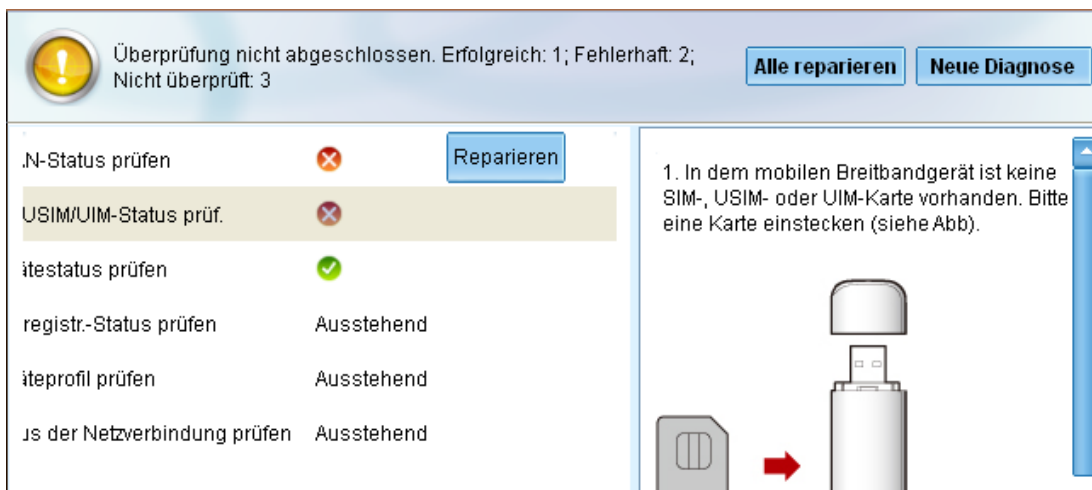 Überprüfung nicht abgeschlossen. Erfolgreich: 1; Fehlerhaft: 2;
Nicht überprüft: 3
Alle reparieren
Neue Diagnose
.N-Status prüfen
Reparieren
USIM/UIM-Status prüf.
ätestatus prüfen
registr.-Status prüfen
Ausstehend
äteprofil prüfen
Ausstehend
us der Netzverbindung prüfen
Ausstehend
1. In dem mobilen Breitbandgerät ist keine
SIM-, USIM- oder UIM-Karte vorhanden. Bitte
eine Karte einstecken (siehe Abb).